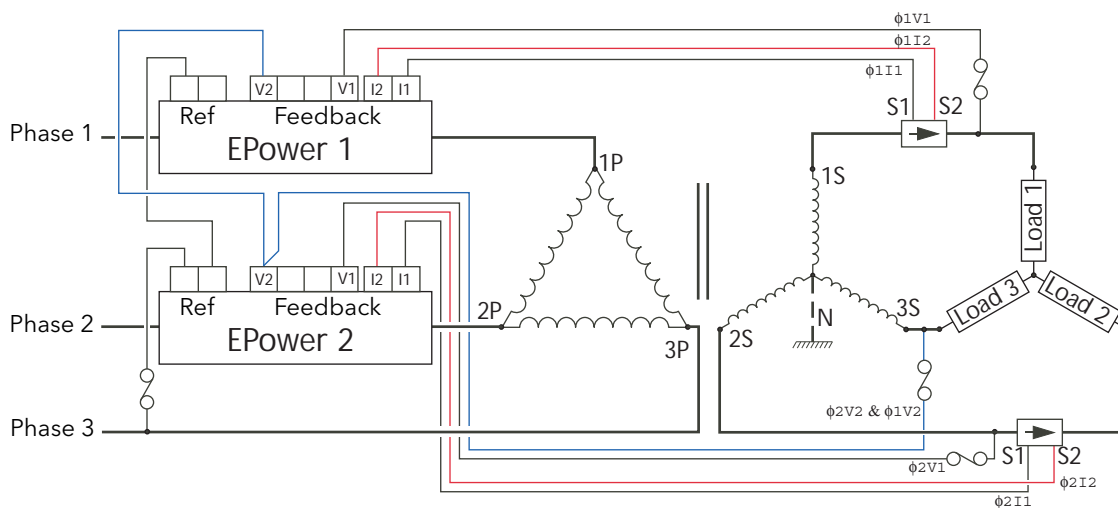 ϕ1V1
ϕ1I2
ϕ1I1
V2 V1 I2 I1
Ref Feedback
EPower 1
Phase 1
S1 S2
1P
1S
Load 1
V2 V1 I2 I1
Ref Feedback
EPower 2
Phase 2
2P
3P
2S
N
3S
Load 3
Load 2
ϕ2V2 & ϕ1V2
Phase 3
ϕ2V1
S1 S2
ϕ2I2
ϕ2I1